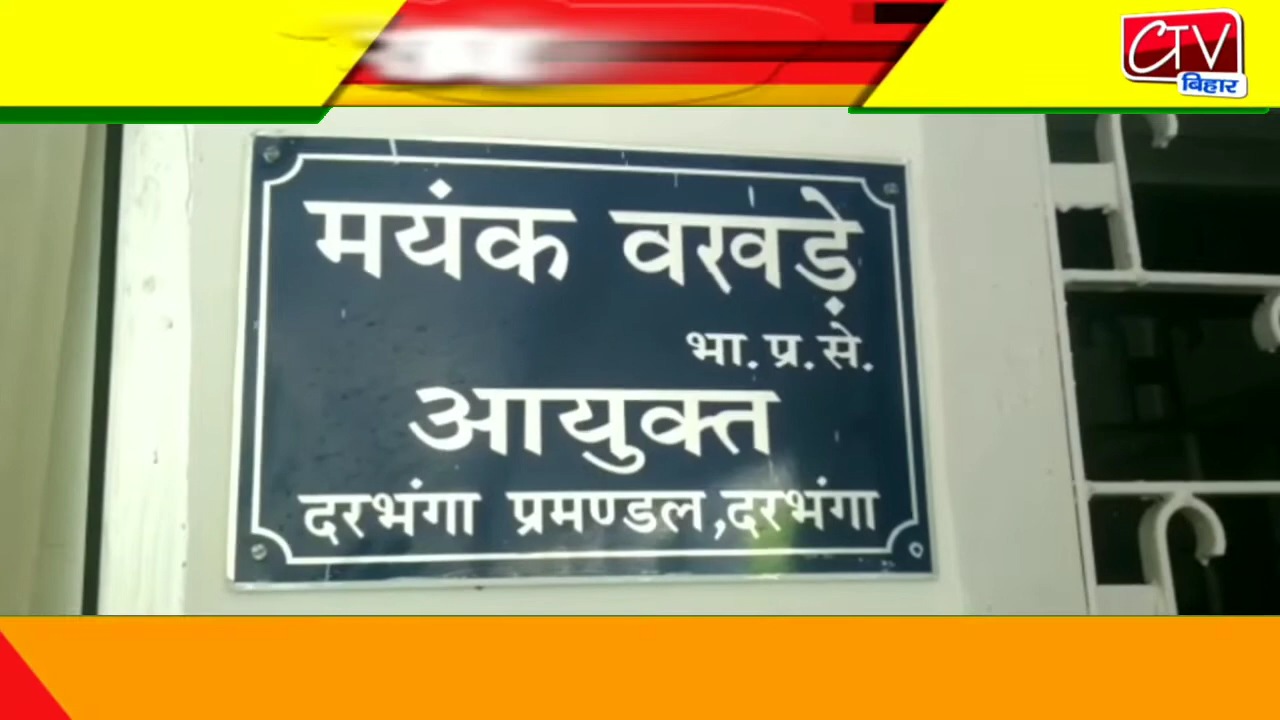 CTV
बिहार
मयंक वरवड़े
भा.प्र.से.
आयुक्त
दरभंगा प्रमण्डल,दरभंगा